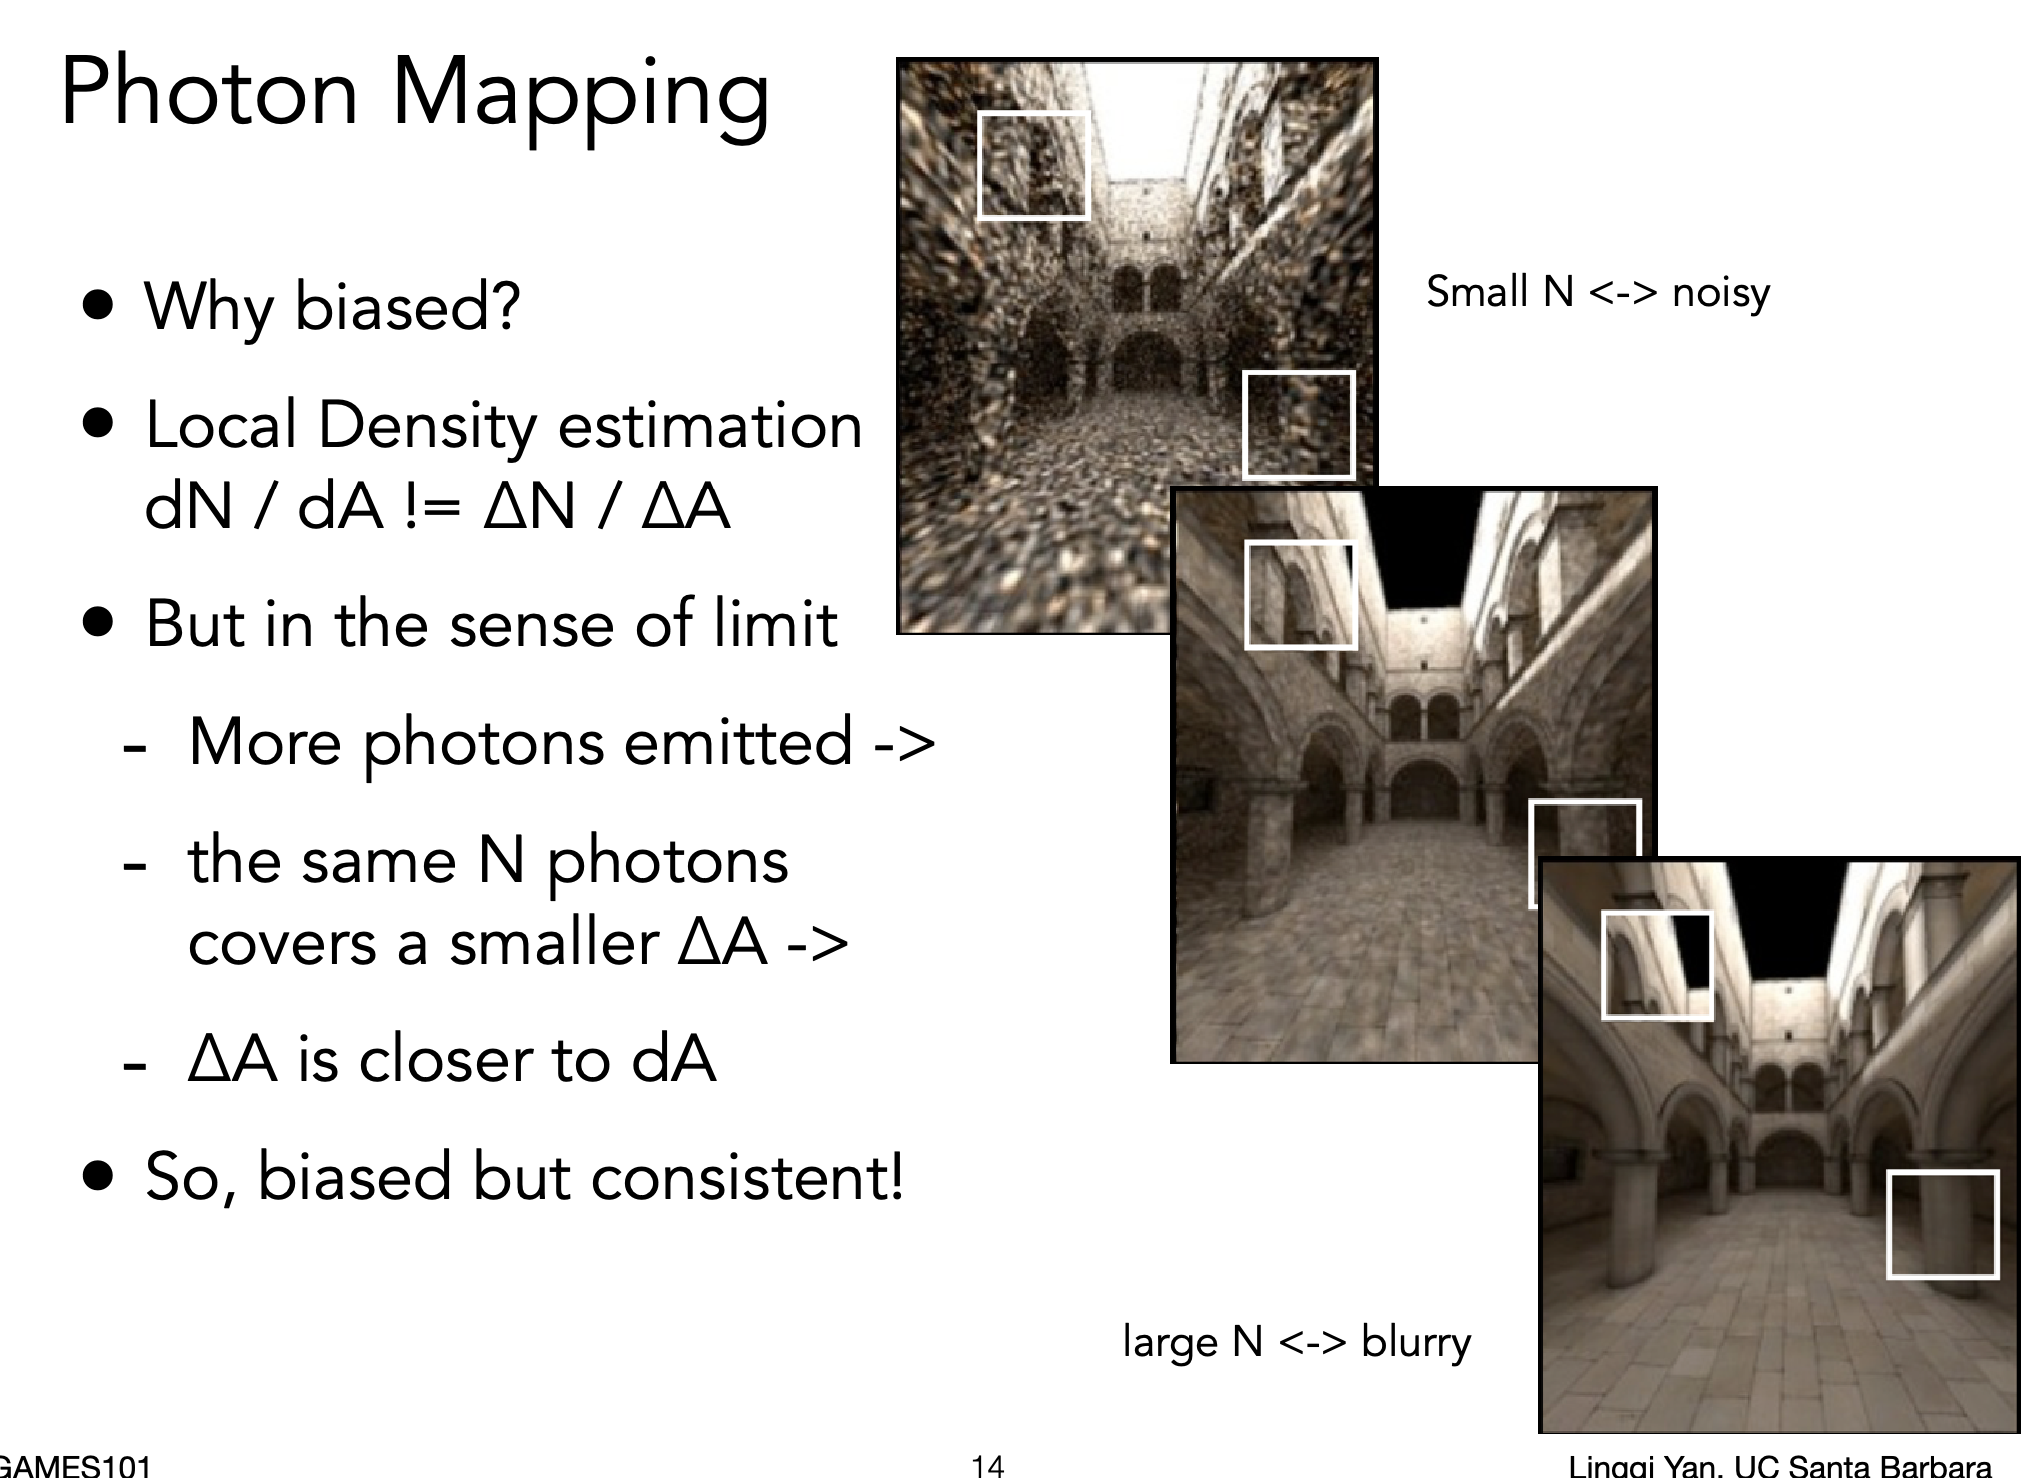 Photon Mapping
• Why biased?
• Local Density estimation
dN / dA != ΔN / ΔA
• But in the sense of limit
- More photons emitted ->
- the same N photons
covers a smaller ΔA ->
- ΔA is closer to dA
• So, biased but consistent!
Small N <-> noisy
large N <-> blurry
GAMES101
14
Lingqi Yan, UC Santa Barbara